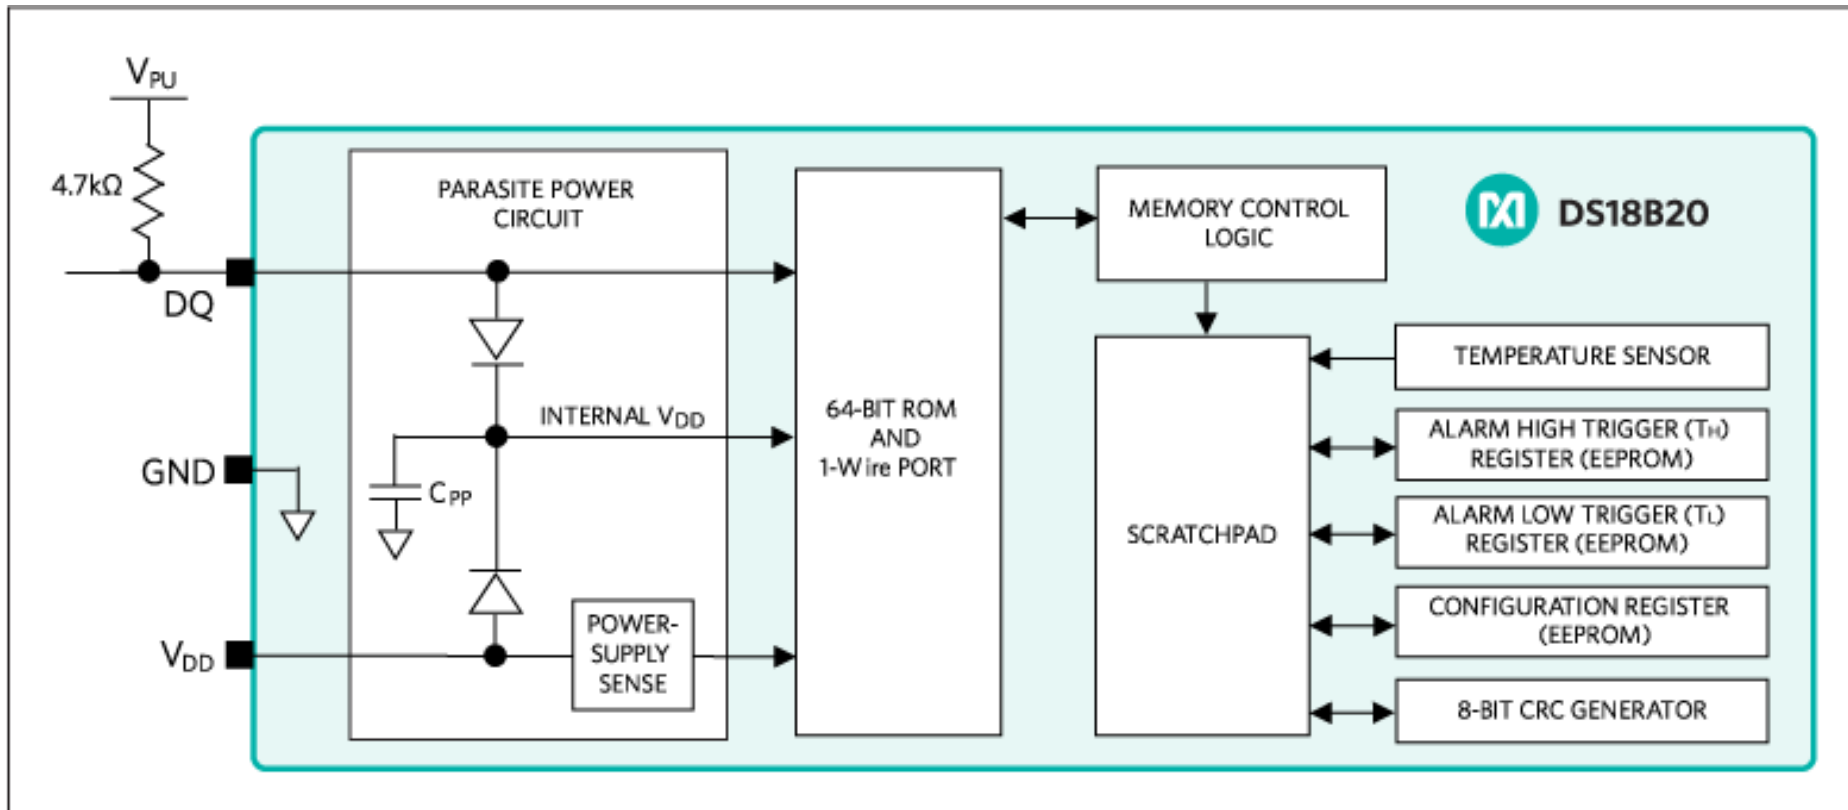 VPU
4.7kΩ
DQ
GND
VDD
PARASITE POWER
CIRCUIT
INTERNAL VDD
CPP
POWER-
SUPPLY
SENSE
64-BIT ROM
AND
1-Wire PORT
MEMORY CONTROL
LOGIC
SCRATCHPAD
DS18B20
TEMPERATURE SENSOR
ALARM HIGH TRIGGER (TH)
REGISTER (EEPROM)
ALARM LOW TRIGGER (TL)
REGISTER (EEPROM)
CONFIGURATION REGISTER
(EEPROM)
8-BIT CRC GENERATOR